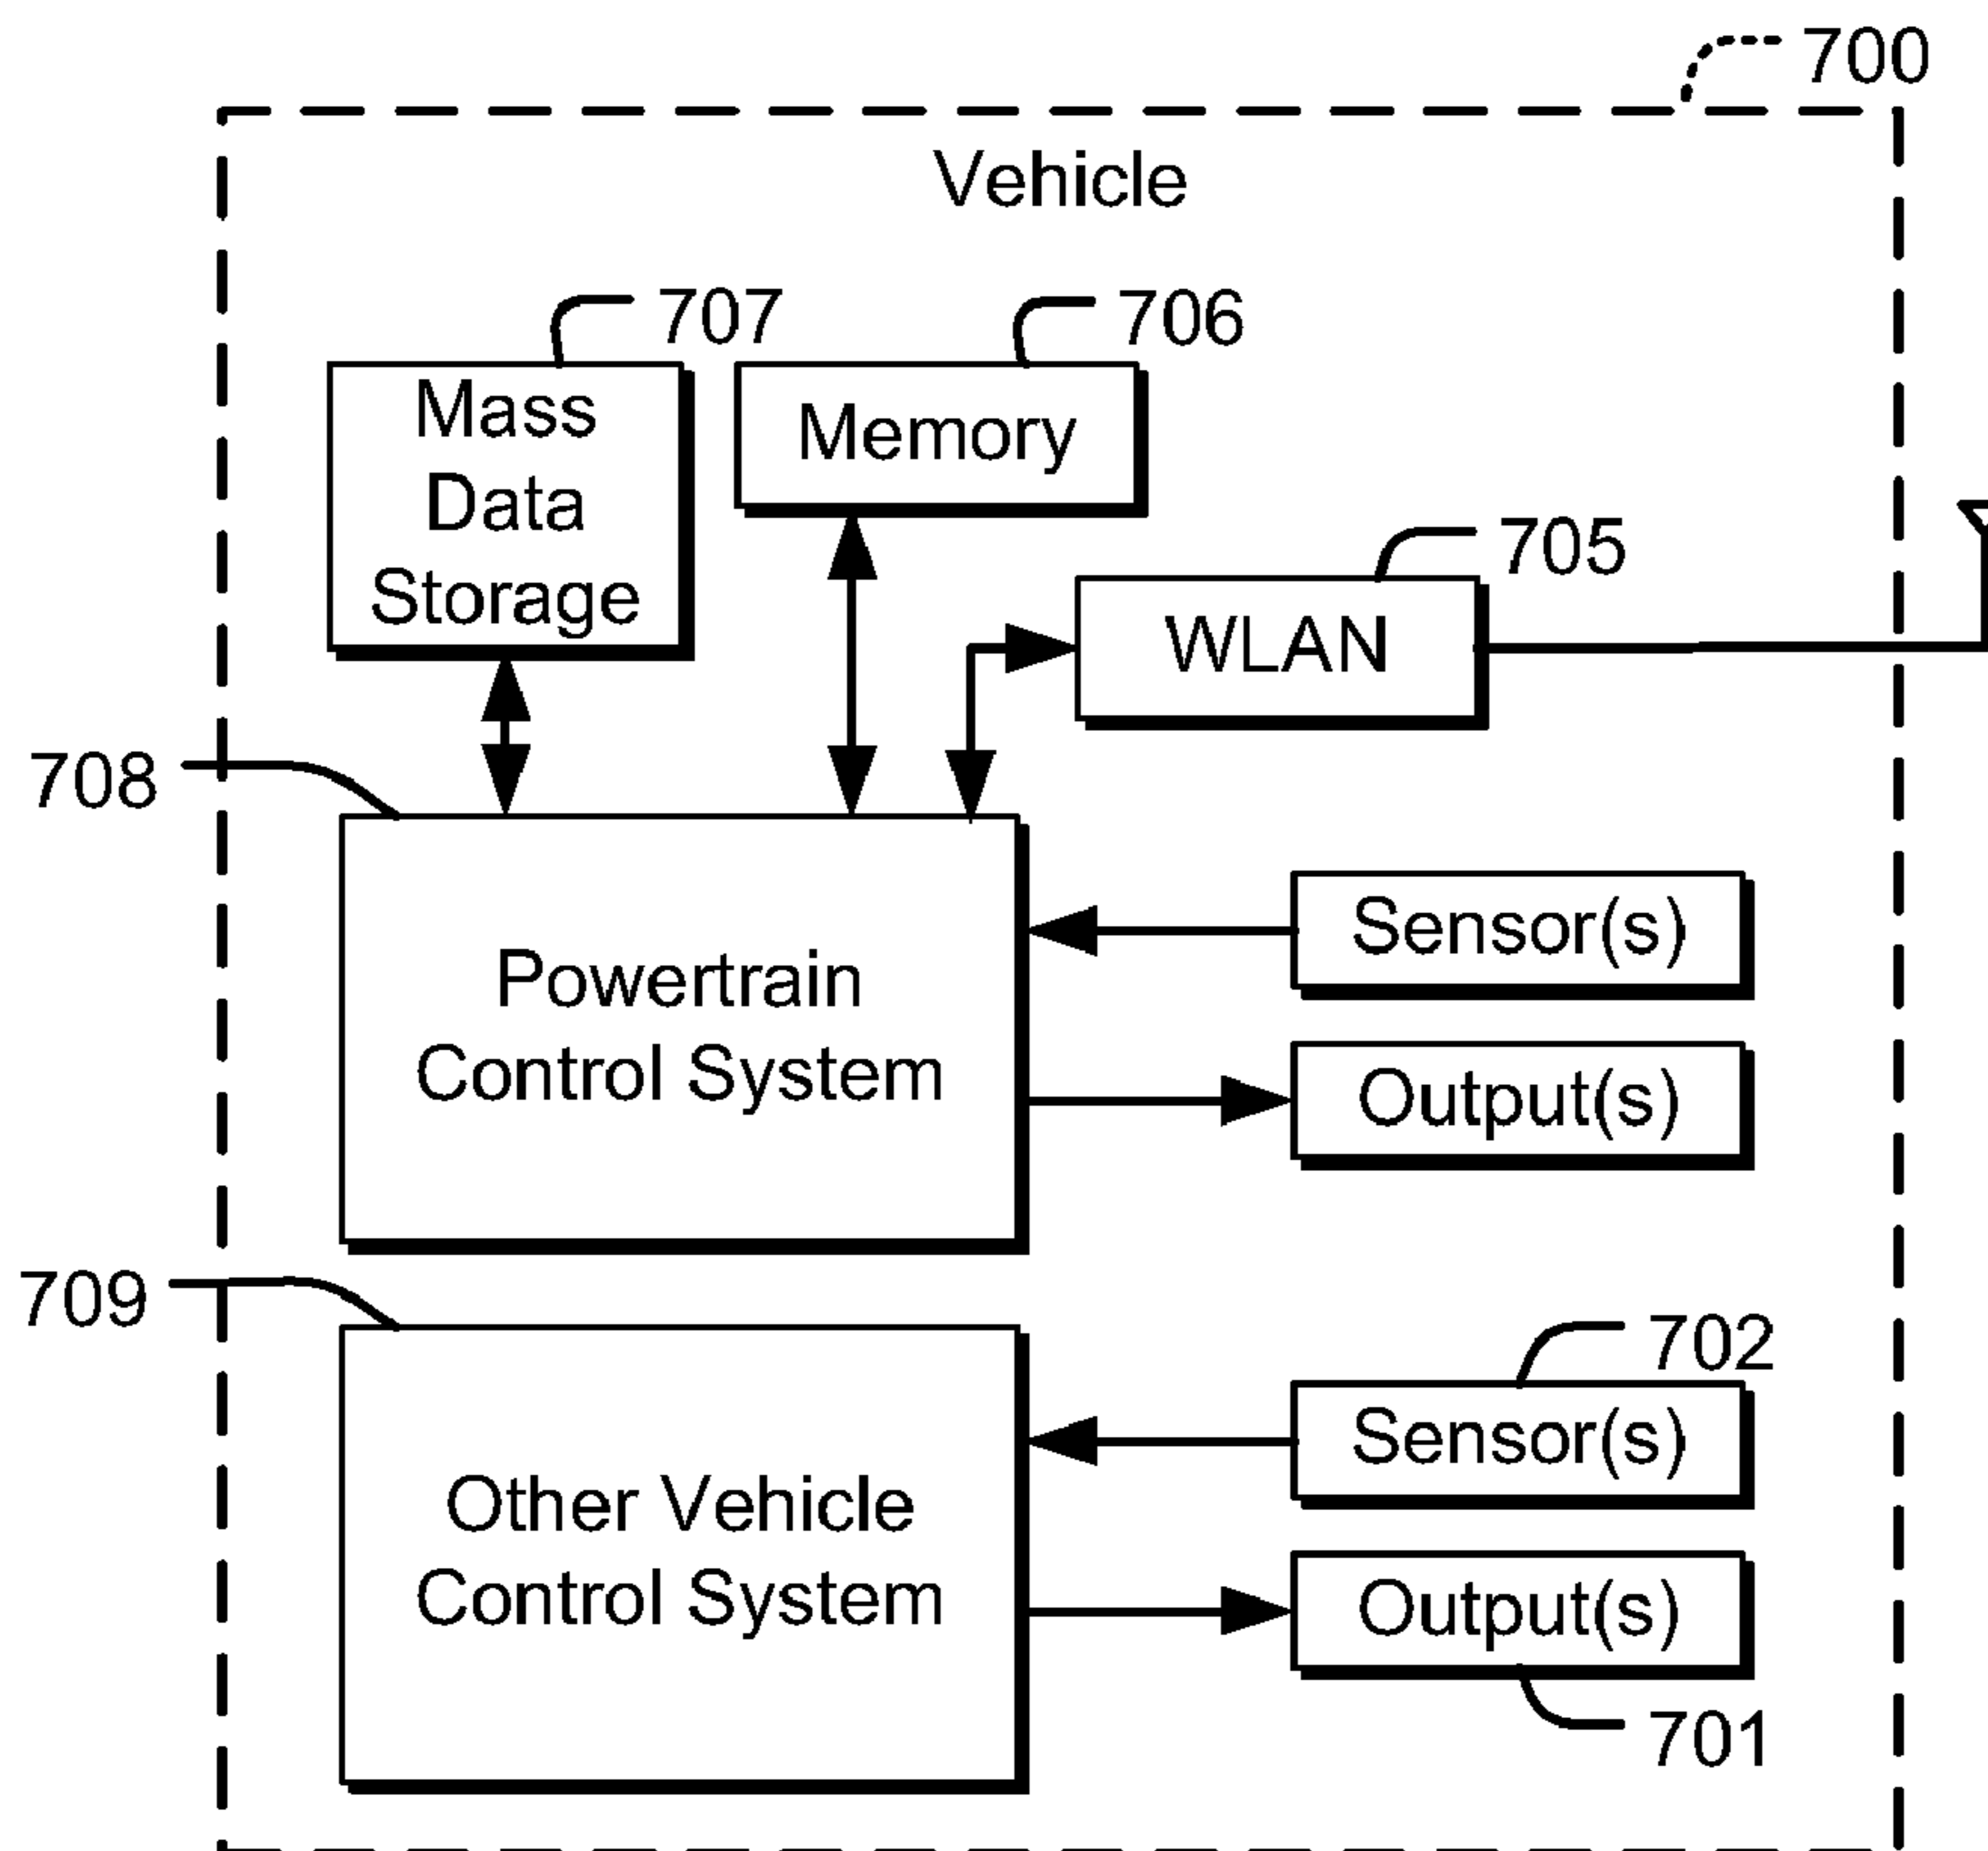 700
Vehicle
707
706
Mass
Data
Storage
Memory
705
WLAN
708
Powertrain
Control System
Sensor(s)
Output(s)
709
Other Vehicle
Control System
702
Sensor(s)
Output(s)
701